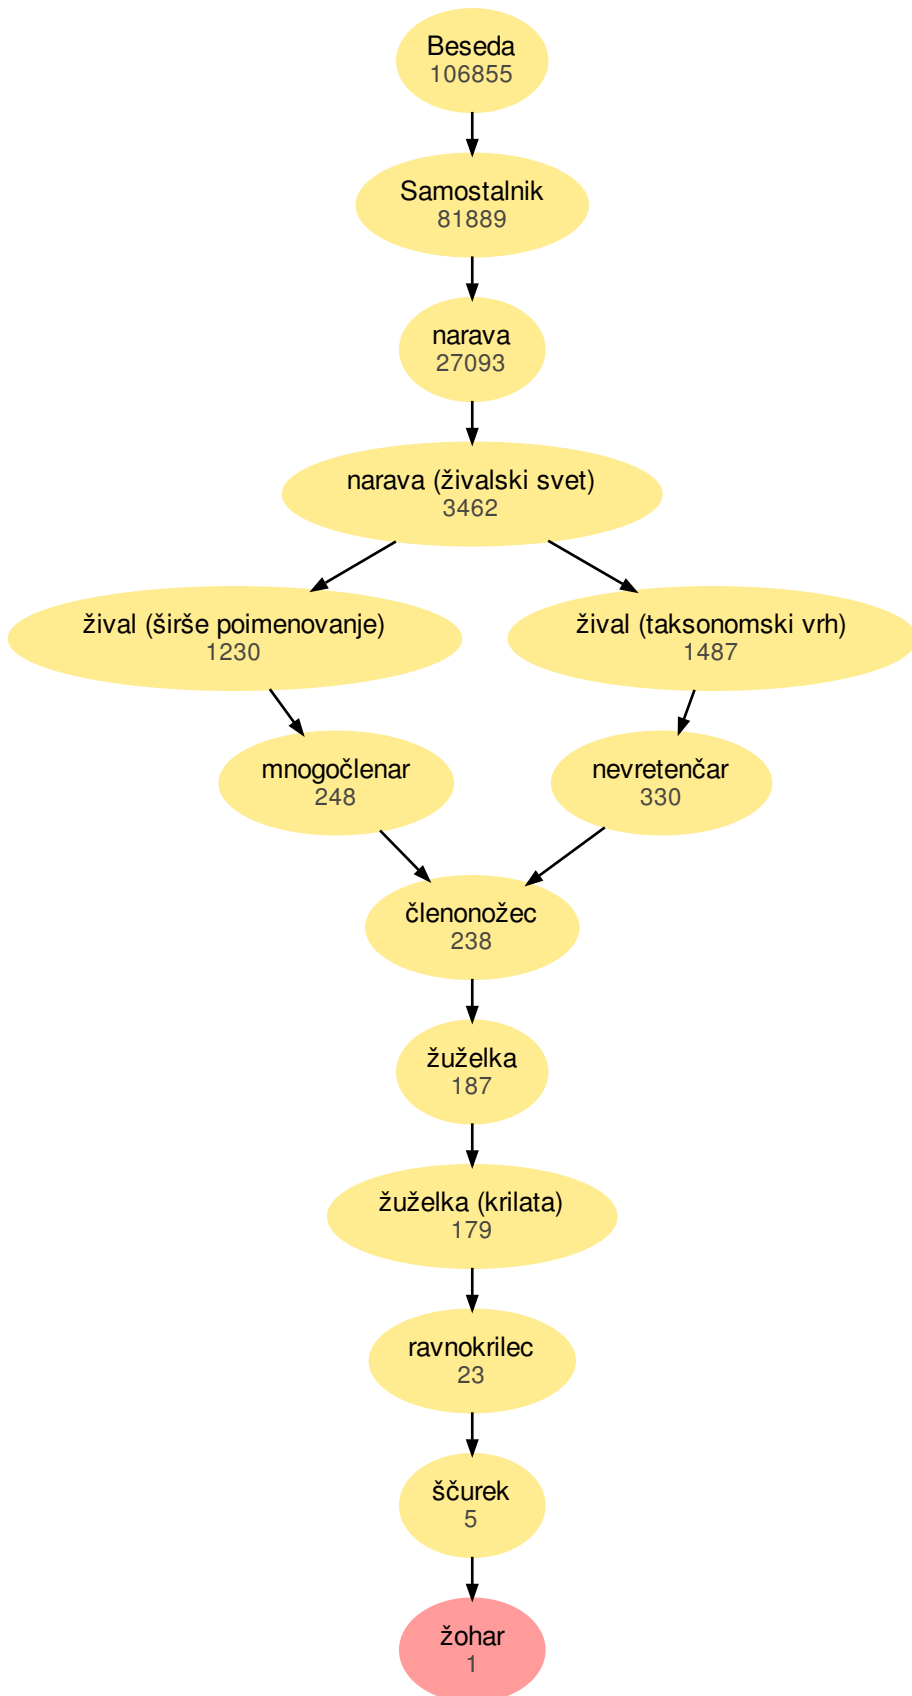 Beseda
106855
Samostalnik
81889
narava
27093
narava (živalski svet)
3462
žival (širše poimenovanje)
1230
žival (taksonomski vrh)
1487
mnogočlenar
248
nevretenčar
330
členonožec
238
žuželka
187
žuželka (krilata)
179
ravnokrilec
23
ščurek
5
žohar
1